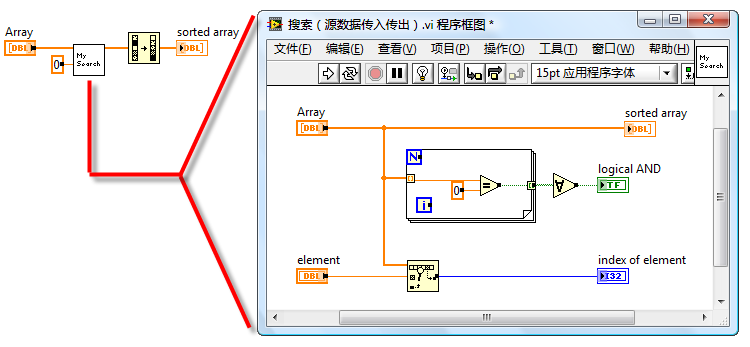 Array
sorted array
[DBL]
My
Search
DBL]
0
搜索（源数据传入传出）.vi 程序框图 *
文件(F) 编辑(E) 查看(V) 项目(P) 操作(O) 工具(T) 窗口(W) 帮助(H)
My
Search
15pt 应用程序字体
Array
[DBL]
sorted array
DBL]
N
0
=
i
logical AND
TF
element
DBL
index of element
I32